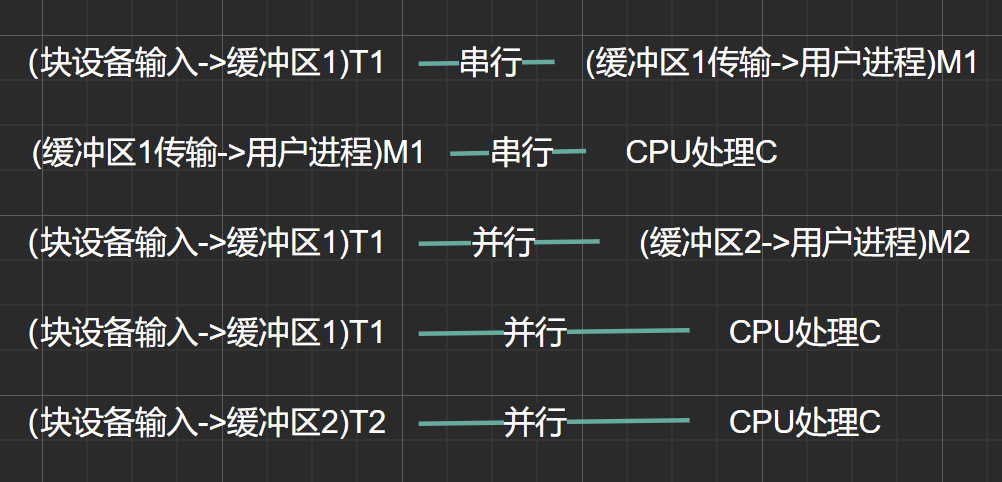 (块设备输入->缓冲区1)T1 串行 (缓冲区1传输->用户进程)M1
(缓冲区1传输->用户进程)M1 串行 CPU处理C
(块设备输入->缓冲区1)T1 并行 (缓冲区2->用户进程)M2
(块设备输入->缓冲区1)T1 并行 CPU处理C
(块设备输入->缓冲区2)T2 并行 CPU处理C